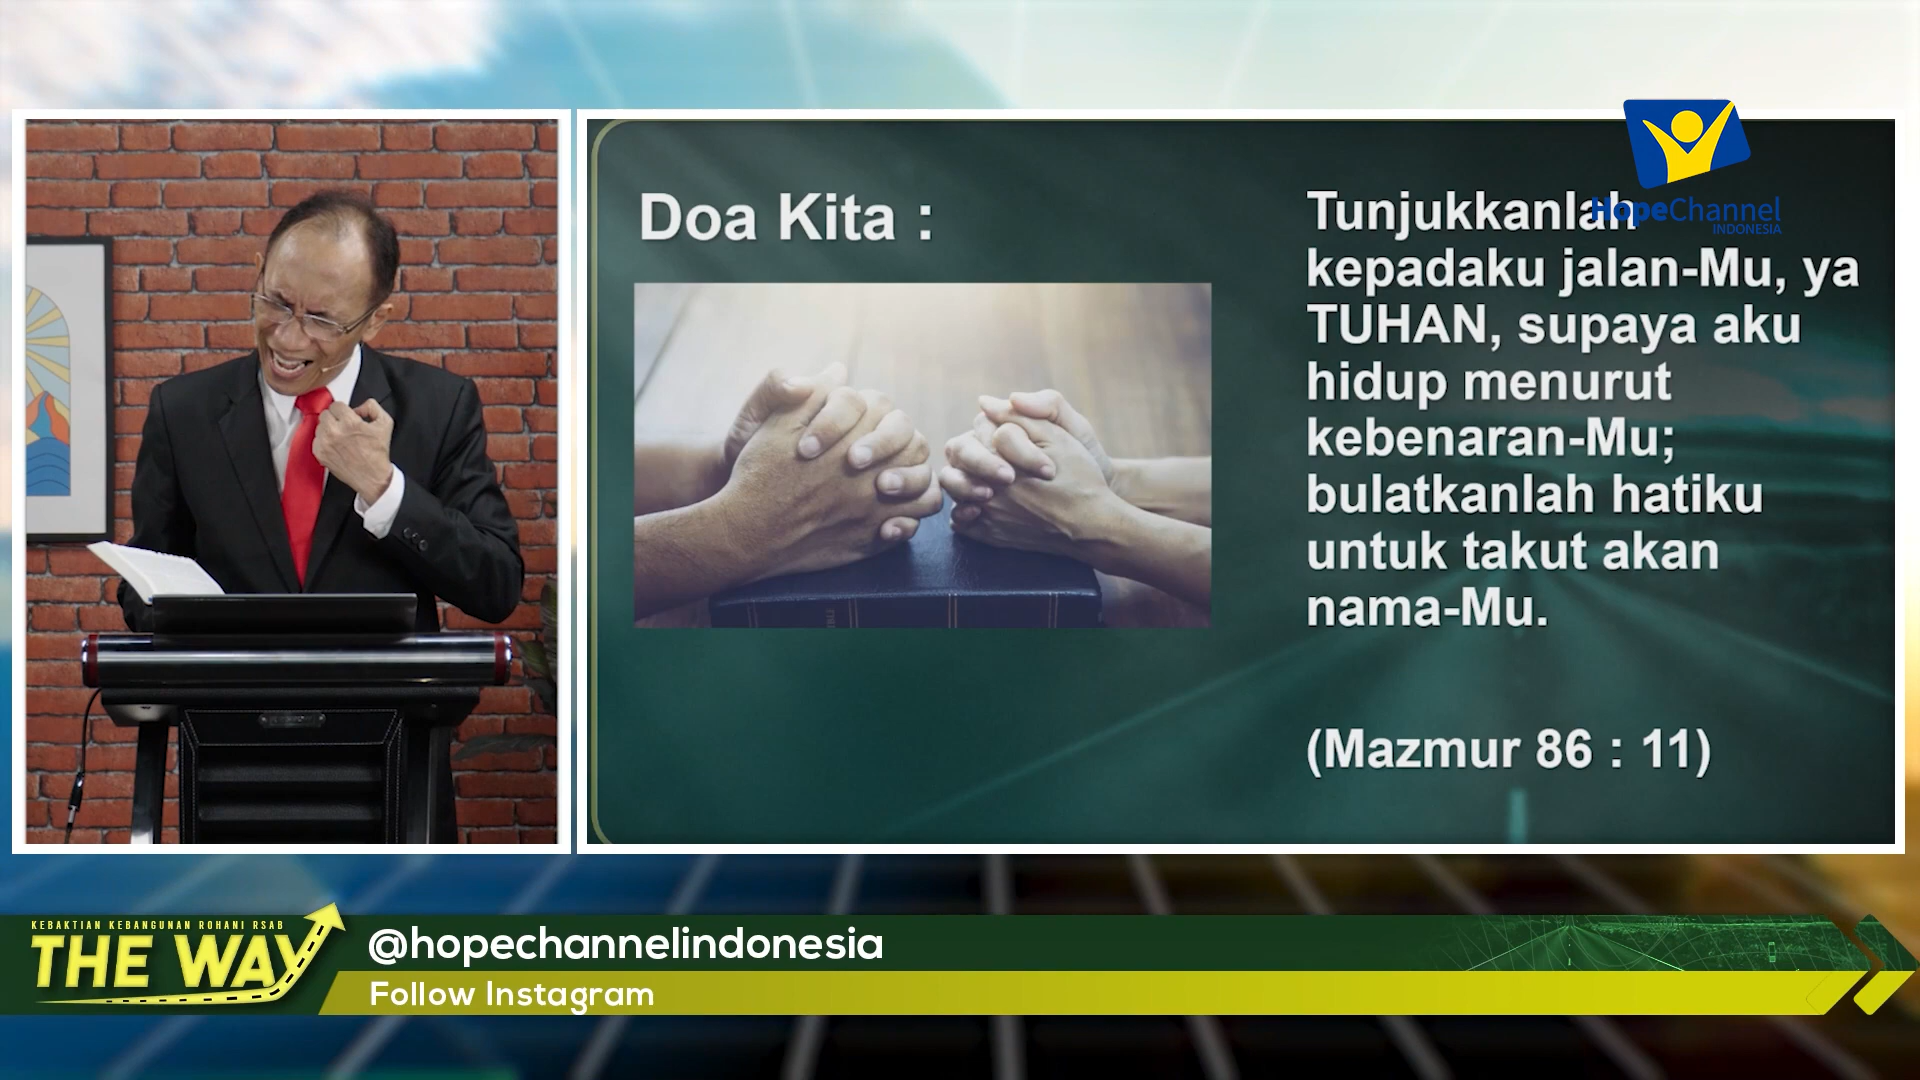 Doa Kita :
Tunjukkanlah
kepadaku jalan-Mu, ya
TUHAN, supaya aku
hidup menurut
kebenaran-Mu;
bulatkanlah hatiku
untuk takut akan
nama-Mu.
(Mazmur 86 : 11)
HopeChannel
INDONESIA
KEBAKTIAN KEBANGUNAN ROHANI RSAB
THE WAY
@hopechannelindonesia
Follow Instagram